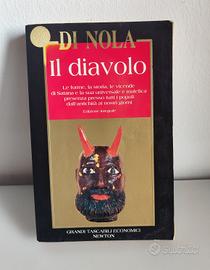 DI NOLA
Il diavolo
Le forme, la storia, le vicende
di Satana e la sua universale e malefica
presenza presso tutti i popoli,
dall'antichità ai nostri giorni
Edizione integrale
GRANDI TASCABILI ECONOMICI
NEWTON
subito